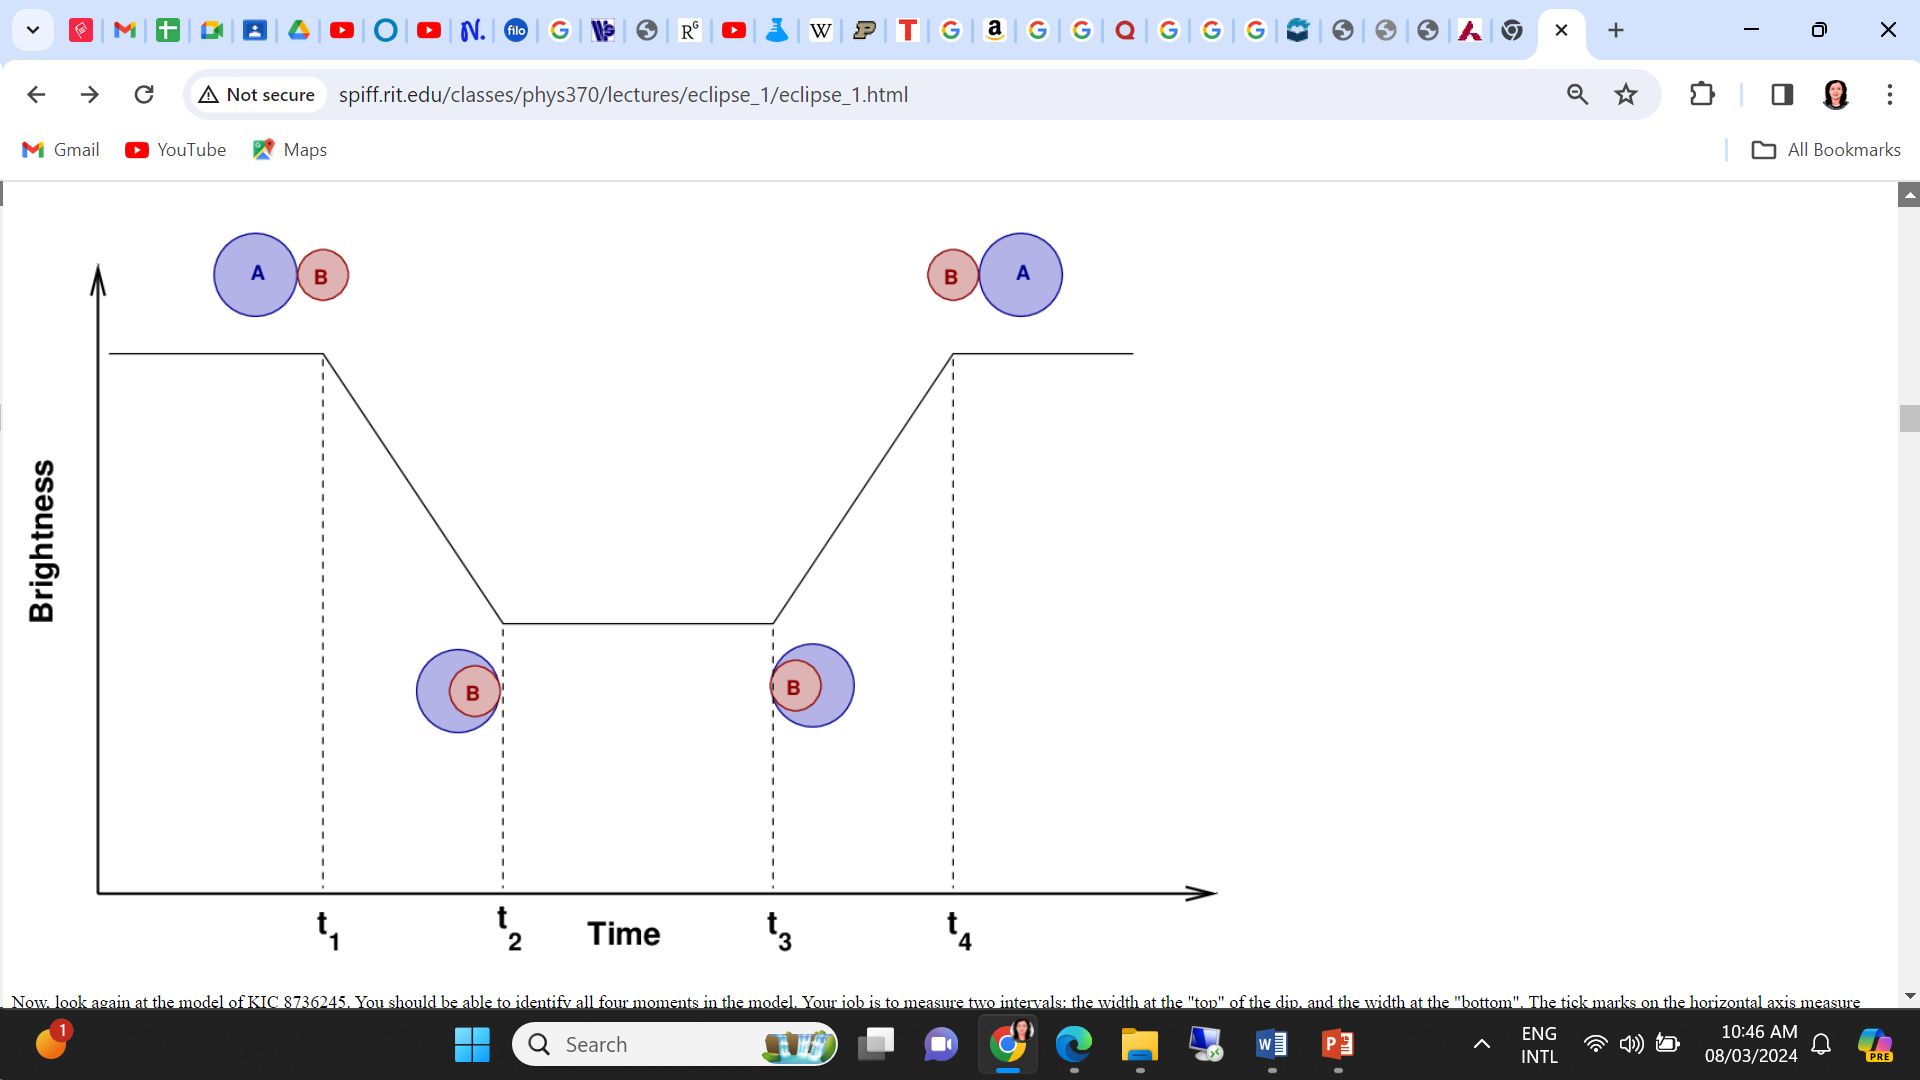 filo
Not secure
spiff.rit.edu/classes/phys370/lectures/eclipse_1/eclipse_1.html
Gmail
YouTube
Maps
All Bookmarks
A
B
B
A
Brightness
B
B
t1
t2
Time
t3
t4
Now, look again at the model of KIC 8736245. You should be able to identify all four moments in the model. Your job is to measure two intervals: the width at the "top" of the dip, and the width at the "bottom". The tick marks on the horizontal axis measure
1
Search
ENG
INTL
10:46 AM
08/03/2024
PRE